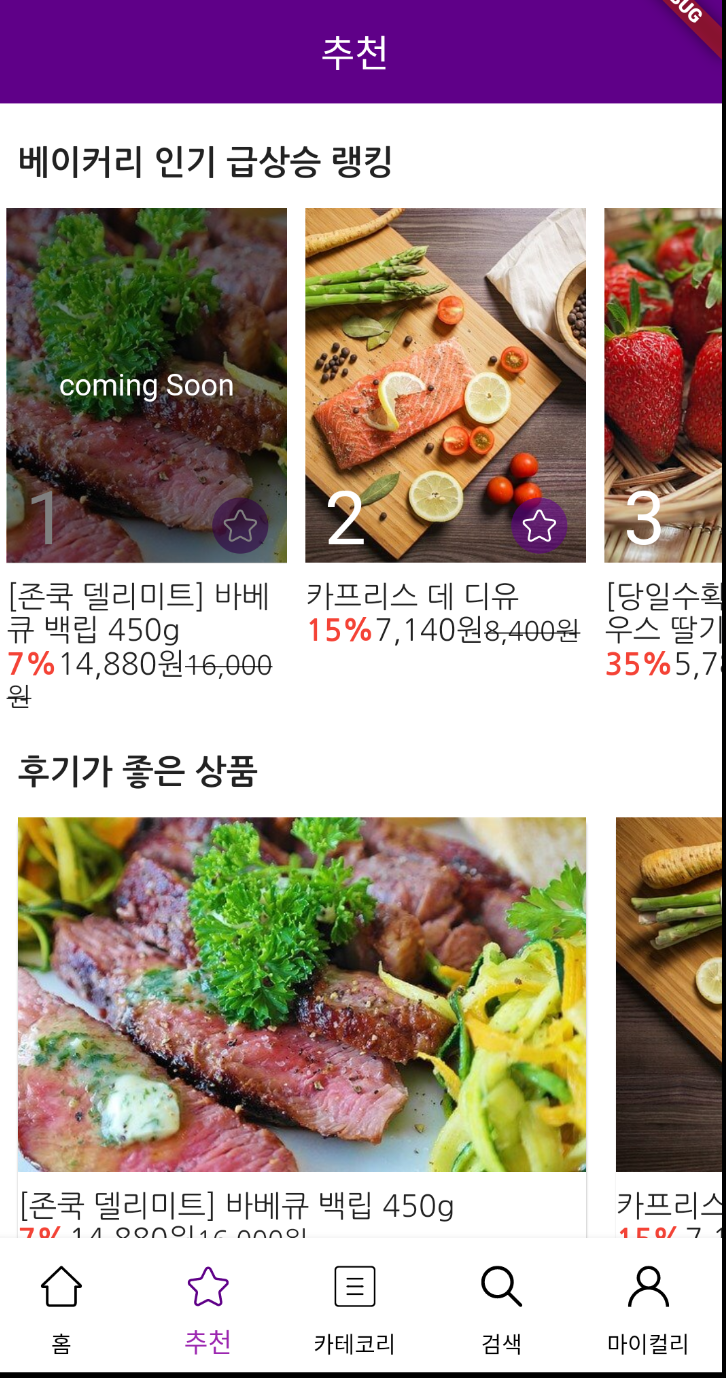 추천
베이커리 인기 급상승 랭킹
coming Soon
1
2
3
[존쿡 델리미트] 바베
큐 백립 450g
7% 14,880원16,000
원
카프리스 데 디유
15% 7,140원8,400원
[당일수확
우스 딸기
35% 5,7
후기가 좋은 상품
[존쿡 델리미트] 바베큐 백립 450g
7% 14,880원16,000원
카프리스
15% 7,1
홈
추천
카테코리
검색
마이컬리